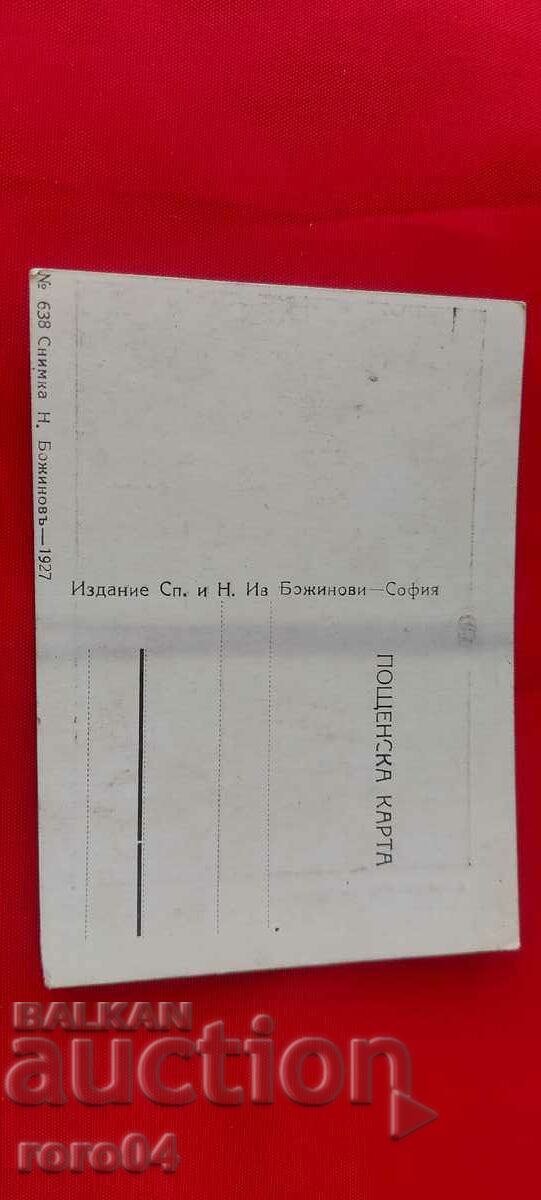 № 638 Снимка Н. Божиновъ—1927
Издание Сп. и Н. Ив Божинови—София
ПОЩЕНСКА КАРТА
BALKAN
auction
roro04